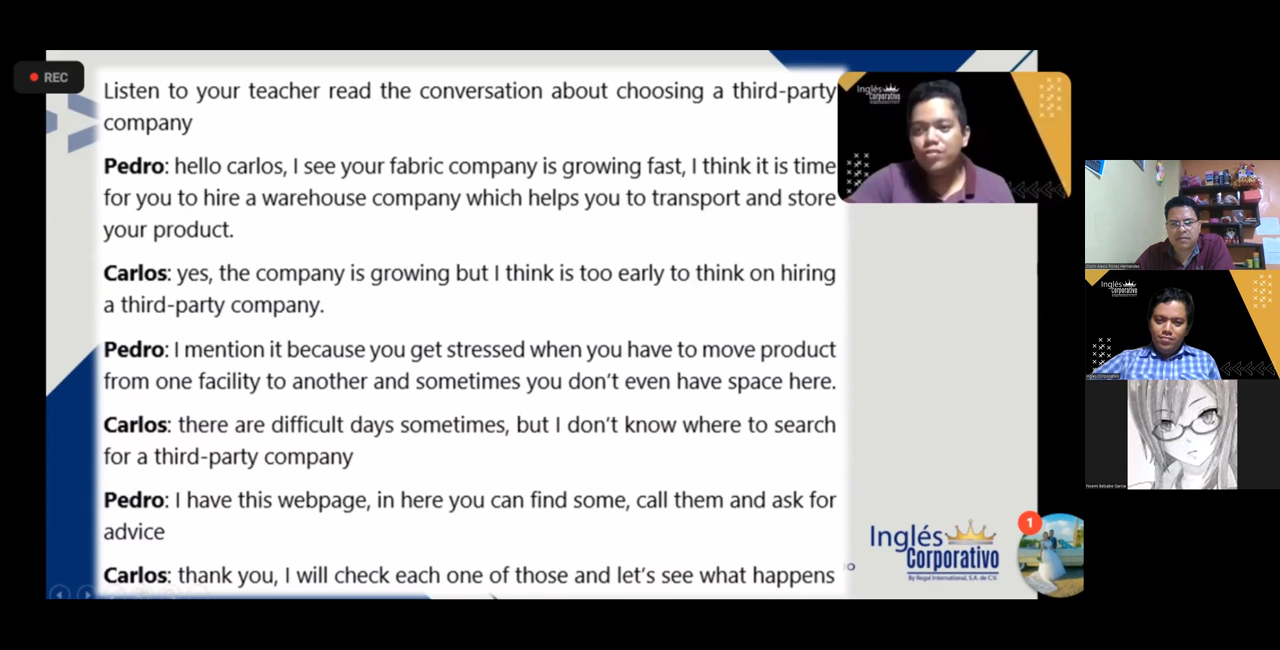 REC
Listen to your teacher read the conversation about choosing a third-party
company
Pedro: hello carlos, I see your fabric company is growing fast, I think it is time
for you to hire a warehouse company which helps you to transport and store
your product.
Carlos: yes, the company is growing but I think is too early to think on hiring
a third-party company.
Pedro: I mention it because you get stressed when you have to move product
from one facility to another and sometimes you don't even have space here.
Carlos: there are difficult days sometimes, but I don't know where to search
for a third-party company
Pedro: I have this webpage, in here you can find some, call them and ask for
advice
Carlos: thank you, I will check each one of those and let's see what happens
Inglés
Corporativo
By Regal International, S.A. de C.V.
1
Inglés
Corporativo
Inglés
Corporativo
Inglés Corporativo